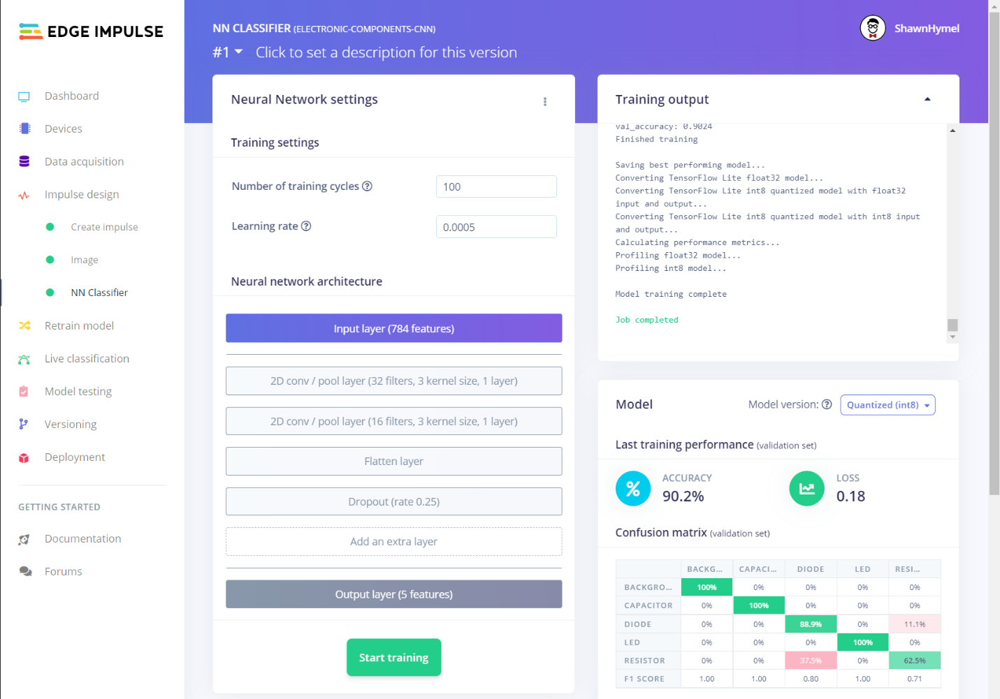 EDGE IMPULSE
Dashboard
Devices
Data acquisition
Impulse design
Create impulse
Image
NN Classifier
Retrain model
Live classification
Model testing
Versioning
Deployment
GETTING STARTED
Documentation
Forums
NN CLASSIFIER (ELECTRONIC-COMPONENTS-CNN)
#1 Click to set a description for this version
ShawnHymel
Neural Network settings
Training settings
Number of training cycles ? 100
Learning rate ? 0.0005
Neural network architecture
Input layer (784 features)
2D conv / pool layer (32 filters, 3 kernel size, 1 layer)
2D conv / pool layer (16 filters, 3 kernel size, 1 layer)
Flatten layer
Dropout (rate 0.25)
Add an extra layer
Output layer (5 features)
Start training
Training output
val_accuracy: 0.9024
Finished training
Saving best performing model...
Converting TensorFlow Lite float32 model...
Converting TensorFlow Lite int8 quantized model with float32
input and output...
Converting TensorFlow Lite int8 quantized model with int8 input
and output...
Calculating performance metrics...
Profiling float32 model...
Profiling int8 model...
Model training complete
Job completed
Model
Model version: ? Quantized (int8)
Last training performance (validation set)
% ACCURACY
90.2%
LOSS
0.18
Confusion matrix (validation set)
BACKG... CAPACI... DIODE LED RESI...
BACKGRO... 100% 0% 0% 0% 0%
CAPACITOR 0% 100% 0% 0% 0%
DIODE 0% 0% 88.9% 0% 11.1%
LED 0% 0% 0% 100% 0%
RESISTOR 0% 0% 37.5% 0% 62.5%
F1 SCORE 1.00 1.00 0.80 1.00 0.71